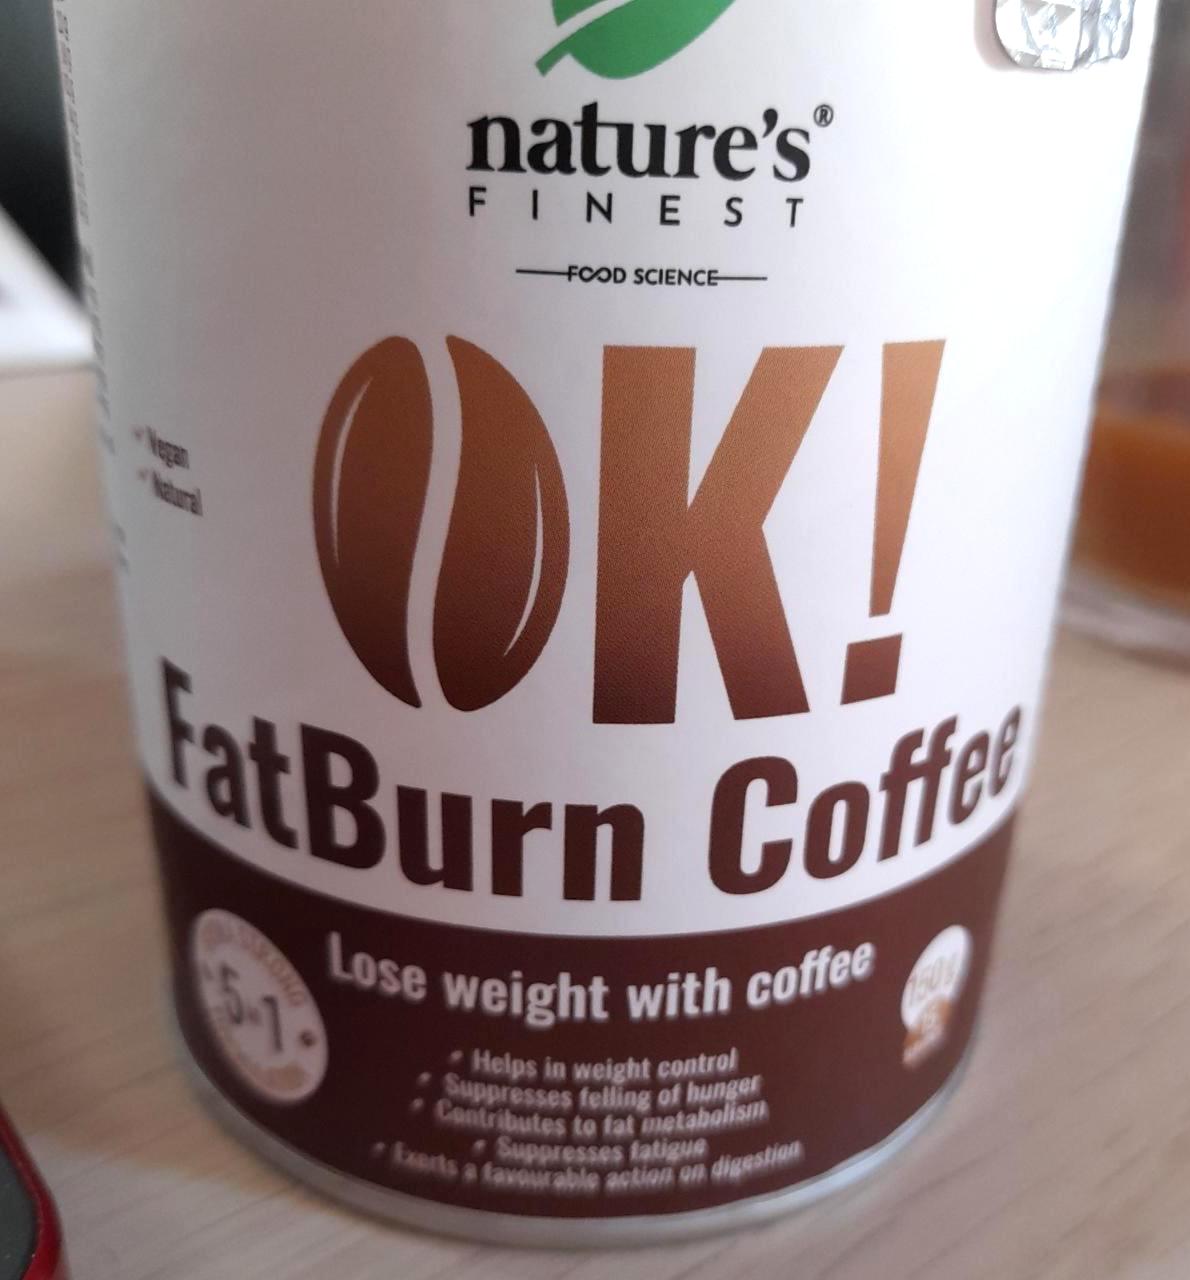 nature's®
FINEST
FOOD SCIENCE
OK!
Vegan
Natural
FatBurn Coffee
Lose weight with coffee
5in1
150g
Helps in weight control
Suppresses felling of hunger
Contributes to fat metabolism
Suppresses fatigue
Exerts a favourable action on digestion